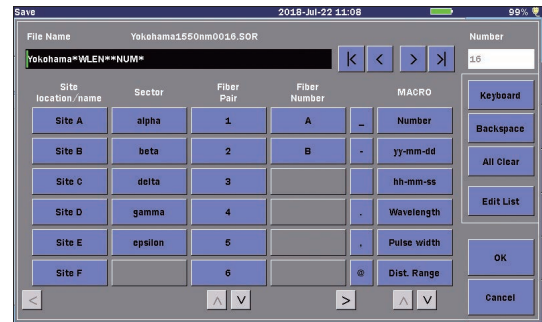 Save 2018-Jul-22 11:08 99%
File Name Yokohama1550nm0016.SOR Number
Yokohama*WLEN**NUM* |< < > >| 16
Site location/name Sector Fiber Pair Fiber Number MACRO
Keyboard
Site A alpha 1 A _ Number
Backspace
Site B beta 2 B - yy-mm-dd
All Clear
Site C delta 3 hh-mm-ss
Edit List
Site D gamma 4 . Wavelength
Site E epsilon 5 , Pulse width
OK
Site F 6 @ Dist. Range
< ∧ ∨ > ∧ ∨
Cancel